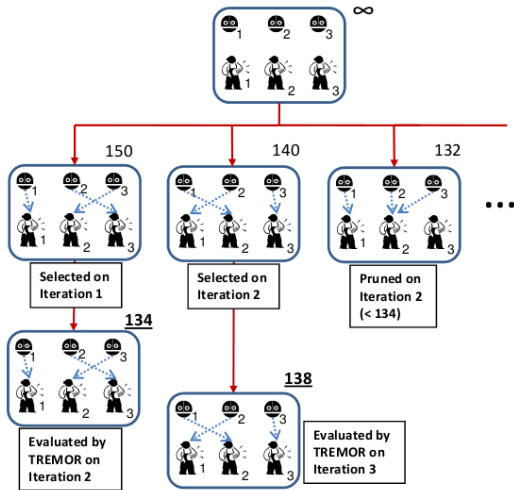 ∞
1 2 3
1 2 3
150 140 132
1 2 3 1 2 3 1 2 3
1 2 3 1 2 3 1 2 3
...
Selected on
Iteration 1
Selected on
Iteration 2
Pruned on
Iteration 2
(< 134)
134
1 2 3
1 2 3
Evaluated by
TREMOR on
Iteration 2
138
1 2 3
1 2 3
Evaluated by
TREMOR on
Iteration 3